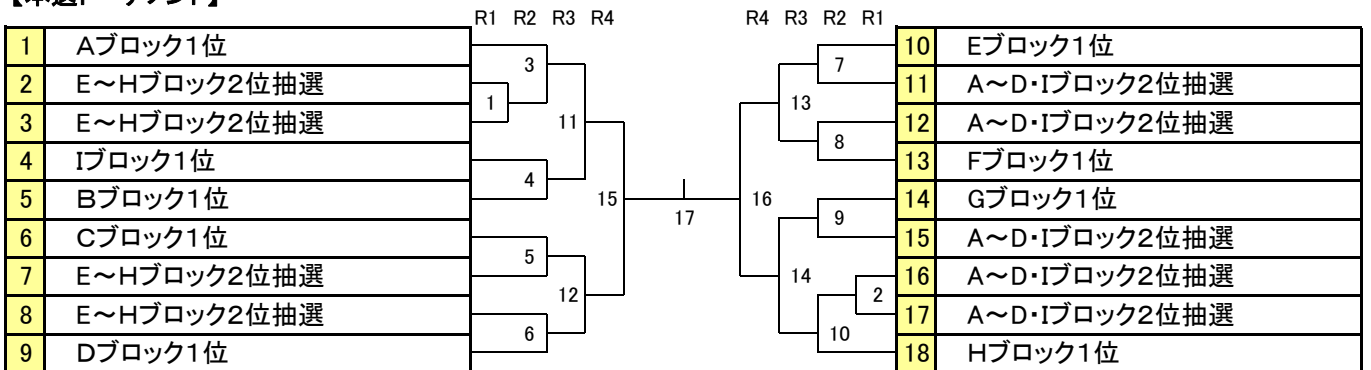 【本選トーナメント】
R1 R2 R3 R4 R4 R3 R2 R1
1 Aブロック1位 10 Eブロック1位
3 7
2 E～Hブロック2位抽選 11 A～D・Iブロック2位抽選
1 13
3 E～Hブロック2位抽選 12 A～D・Iブロック2位抽選
11 8
4 Iブロック1位 13 Fブロック1位
4
5 Bブロック1位 14 Gブロック1位
15 16
17 9
6 Cブロック1位 15 A～D・Iブロック2位抽選
5
7 E～Hブロック2位抽選 16 A～D・Iブロック2位抽選
12 14 2
8 E～Hブロック2位抽選 17 A～D・Iブロック2位抽選
6 10
9 Dブロック1位 18 Hブロック1位